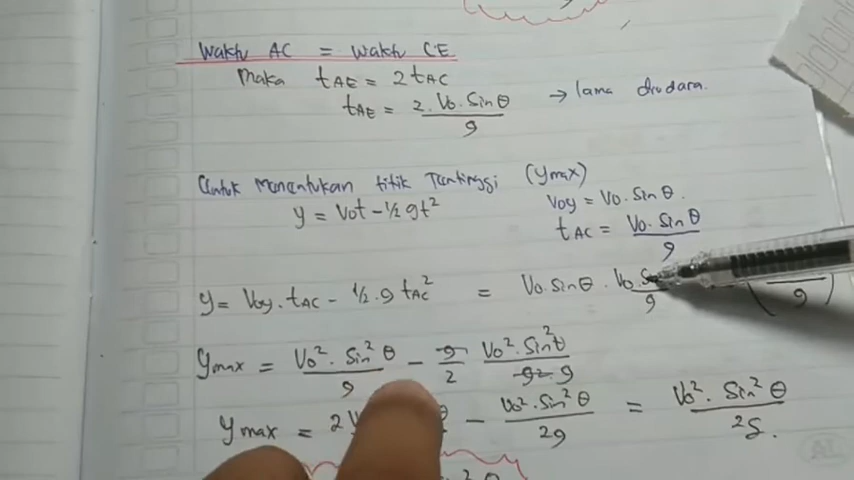 Waktu AC = Waktu CE
Maka tAE = 2 tAC
tAE = 2. Vo. Sin θ / g → lama diudara.
Untuk Menentukan titik Tertinggi (Ymax)
y = Vot - 1/2 gt²
Voy = Vo. Sin θ.
tAC = Vo. Sin θ / g
y = Voy. tAC - 1/2. g tAC² = Vo. Sin θ . Vo / g
g
Ymax = Vo². Sin² θ / g - g/2 Vo². Sin² θ / g². g
Ymax = 2 - Vo². Sin² θ / 2g = Vo². Sin² θ / 2g.